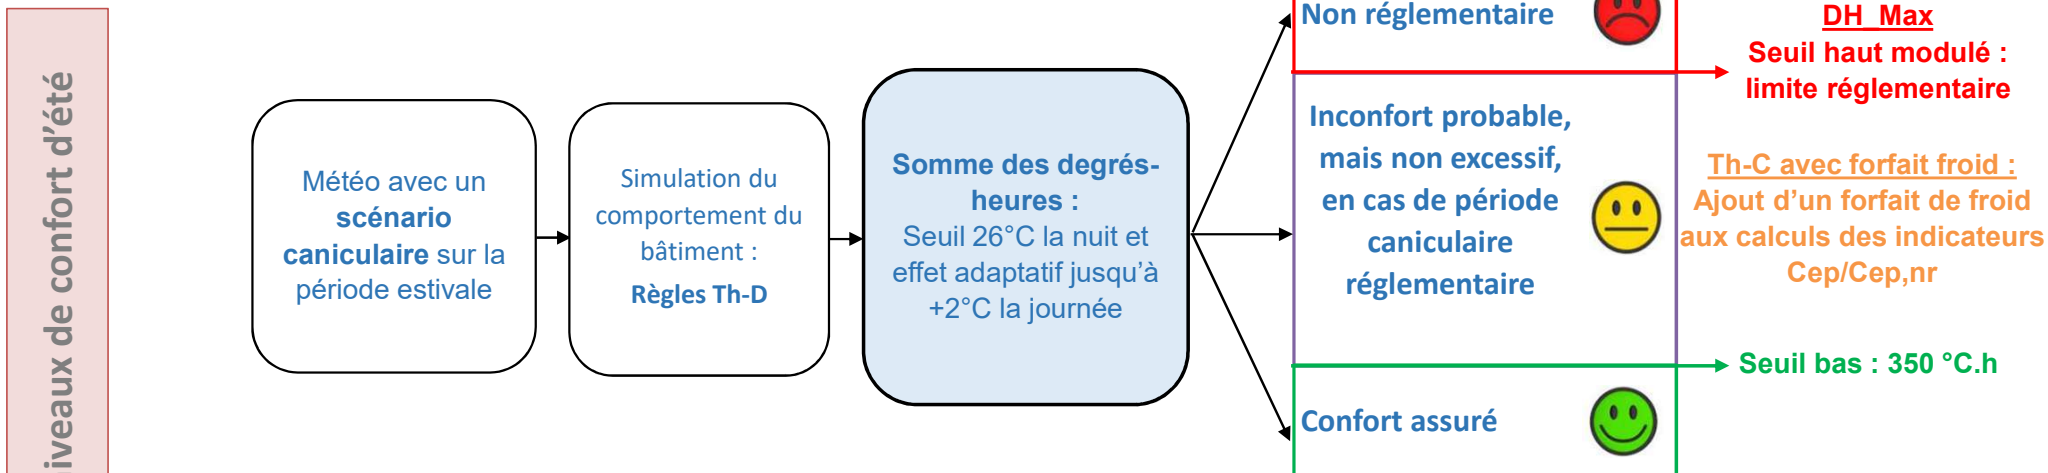 iveaux de confort d’été
Météo avec un
scénario
caniculaire sur la
période estivale
Simulation du
comportement du
bâtiment :
Règles Th-D
Somme des degrés-
heures :
Seuil 26°C la nuit et
effet adaptatif jusqu’à
+2°C la journée
Non réglementaire
Inconfort probable,
mais non excessif,
en cas de période
caniculaire
réglementaire
Confort assuré
DH_Max
Seuil haut modulé :
limite réglementaire
Th-C avec forfait froid :
Ajout d’un forfait de froid
aux calculs des indicateurs
Cep/Cep,nr
Seuil bas : 350 °C.h